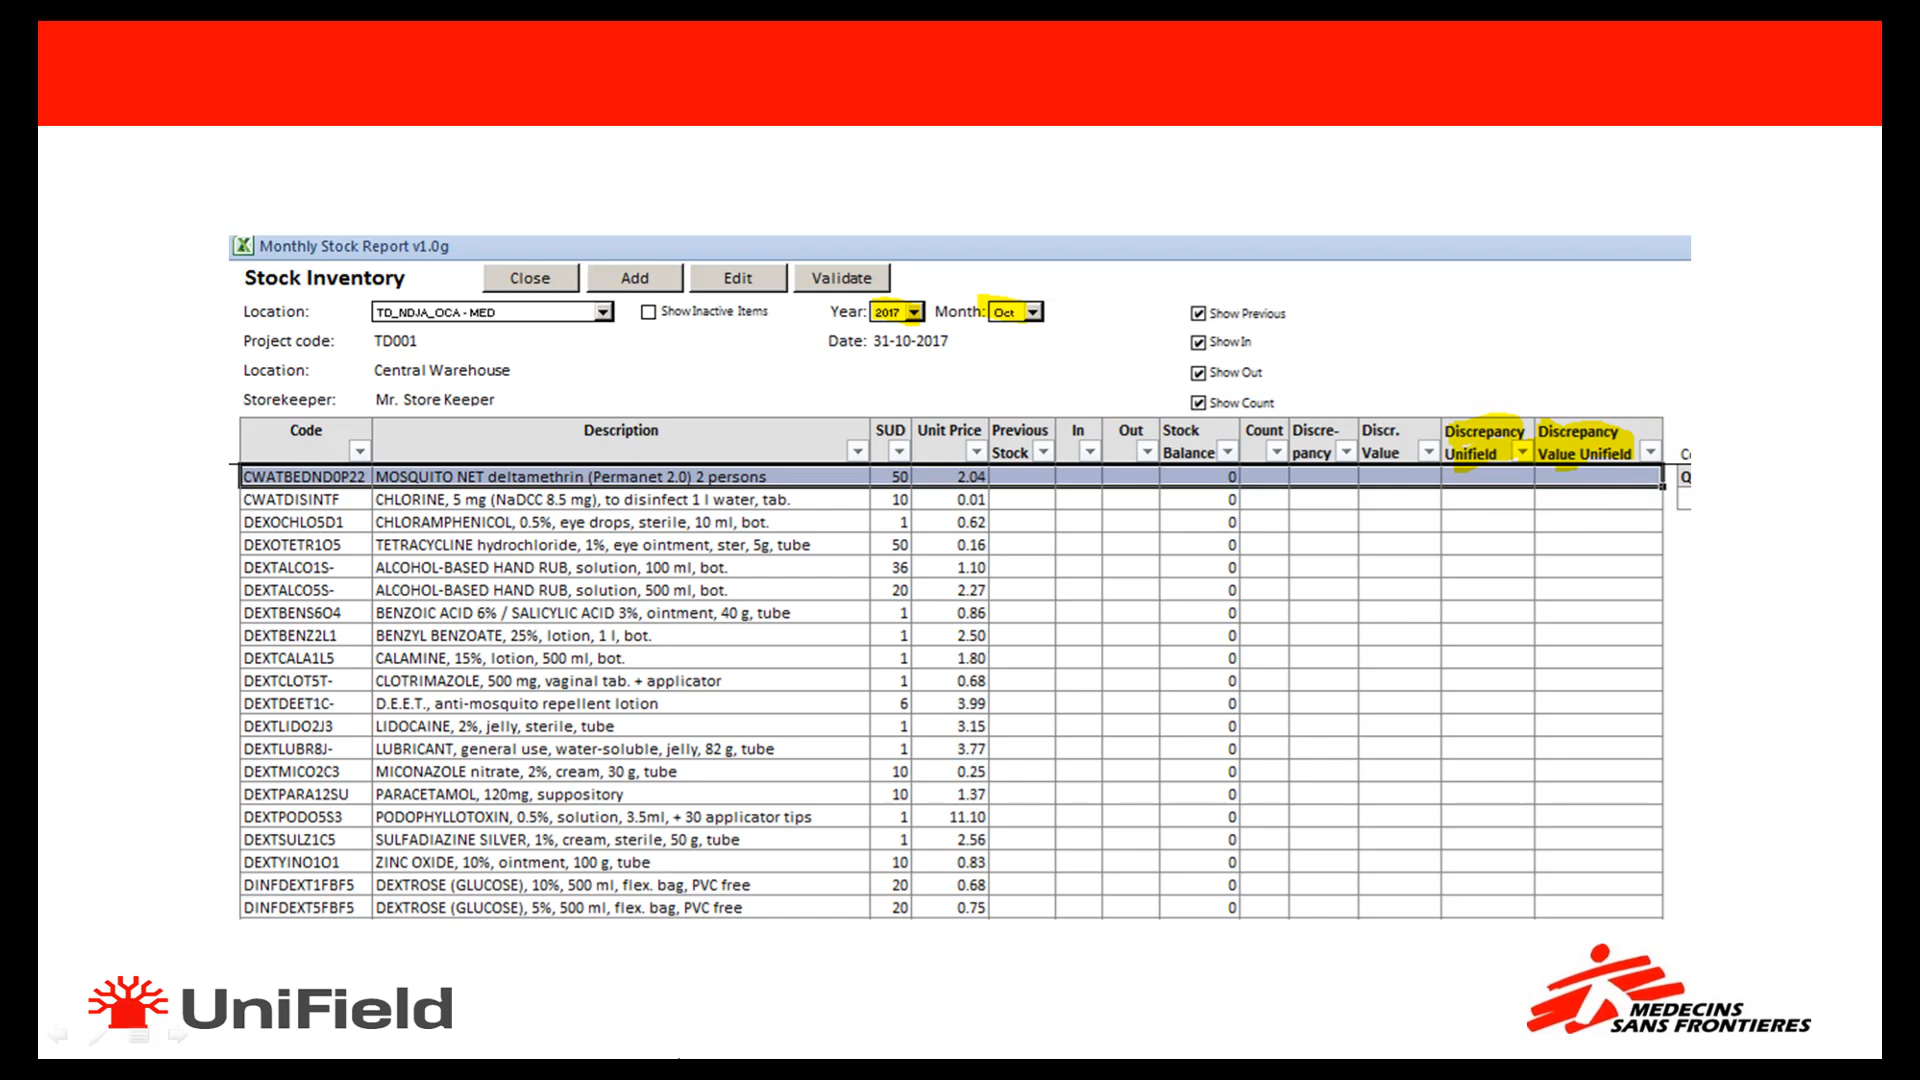 Monthly Stock Report v1.0g
Stock Inventory Close Add Edit Validate
Location: TD_NDJA_OCA - MED Show Inactive Items Year: 2017 Month: Oct Show Previous
Project code: TD001 Date: 31-10-2017 Show In
Location: Central Warehouse Show Out
Storekeeper: Mr. Store Keeper Show Count
Code Description SUD Unit Price Previous Stock In Out Stock Balance Count Discre-pancy Discr. Value Discrepancy Unifield Discrepancy Value Unifield
CWATBEDND0P22 MOSQUITO NET deltamethrin (Permanet 2.0) 2 persons 50 2.04 0
CWATDISINTF CHLORINE, 5 mg (NaDCC 8.5 mg), to disinfect 1 l water, tab. 10 0.01 0
DEXOCHLO5D1 CHLORAMPHENICOL, 0.5%, eye drops, sterile, 10 ml, bot. 1 0.62 0
DEXOTETR1O5 TETRACYCLINE hydrochloride, 1%, eye ointment, ster, 5g, tube 50 0.16 0
DEXTALCO1S- ALCOHOL-BASED HAND RUB, solution, 100 ml, bot. 36 1.10 0
DEXTALCO5S- ALCOHOL-BASED HAND RUB, solution, 500 ml, bot. 20 2.27 0
DEXTBENS6O4 BENZOIC ACID 6% / SALICYLIC ACID 3%, ointment, 40 g, tube 1 0.86 0
DEXTBENZ2L1 BENZYL BENZOATE, 25%, lotion, 1 l, bot. 1 2.50 0
DEXTCALA1L5 CALAMINE, 15%, lotion, 500 ml, bot. 1 1.80 0
DEXTCLOT5T- CLOTRIMAZOLE, 500 mg, vaginal tab. + applicator 1 0.68 0
DEXTDEET1C- D.E.E.T., anti-mosquito repellent lotion 6 3.99 0
DEXTLIDO2J3 LIDOCAINE, 2%, jelly, sterile, tube 1 3.15 0
DEXTLUBR8J- LUBRICANT, general use, water-soluble, jelly, 82 g, tube 1 3.77 0
DEXTMICO2C3 MICONAZOLE nitrate, 2%, cream, 30 g, tube 10 0.25 0
DEXTPARA12SU PARACETAMOL, 120mg, suppository 10 1.37 0
DEXTPODO5S3 PODOPHYLLOTOXIN, 0.5%, solution, 3.5ml, + 30 applicator tips 1 11.10 0
DEXTSULZ1C5 SULFADIAZINE SILVER, 1%, cream, sterile, 50 g, tube 1 2.56 0
DEXTYINO1O1 ZINC OXIDE, 10%, ointment, 100 g, tube 10 0.83 0
DINFDEXT1FBF5 DEXTROSE (GLUCOSE), 10%, 500 ml, flex. bag, PVC free 20 0.68 0
DINFDEXT5FBF5 DEXTROSE (GLUCOSE), 5%, 500 ml, flex. bag, PVC free 20 0.75 0
UniField
MEDECINS
SANS FRONTIERES